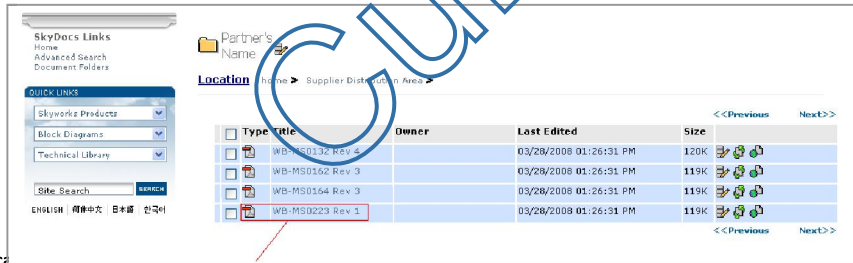 SkyDocs Links
Home
Advanced Search
Document Folders
QUICK LINKS
Skyworks Products
Block Diagrams
Technical Library
Site Search SEARCH
ENGLISH 日本語 한국어
Partner's
Name
Location home > Supplier Distribution Area >
<<Previous Next>>
Type Title Owner Last Edited Size
WB-MS0132 Rev 4 03/28/2008 01:26:31 PM 120K
WB-MS0162 Rev 3 03/28/2008 01:26:31 PM 119K
WB-MS0164 Rev 3 03/28/2008 01:26:31 PM 119K
WB-MS0223 Rev 1 03/28/2008 01:26:31 PM 119K
<<Previous Next>>